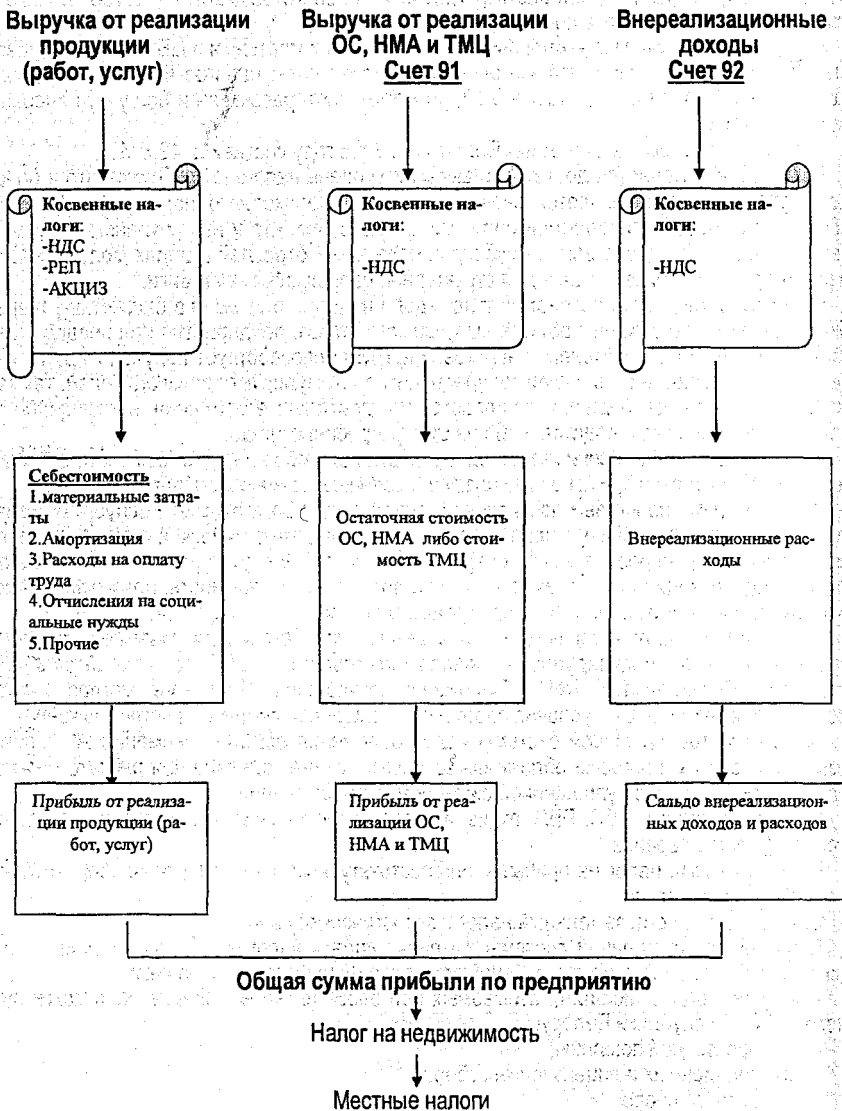 Выручка от реализации
продукции
(работ, услуг)
Выручка от реализации
ОС, НМА и ТМЦ
Счет 91
Внереализационные
доходы
Счет 92
Косвенные на-
логи:
-НДС
-РЕП
-АКЦИЗ
Косвенные на-
логи:
-НДС
Косвенные на-
логи:
-НДС
Себестоимость
1.материальные затра-
ты
2.Амортизация
3.Расходы на оплату
труда
4.Отчисления на соци-
альные нужды
5.Прочие
Остаточная стоимость
ОС, НМА либо стои-
мость ТМЦ
Внереализационные рас-
ходы
Прибыль от реализа-
ции продукции (ра-
бот, услуг)
Прибыль от реа-
лизации ОС,
НМА и ТМЦ
Сальдо внереализацион-
ных доходов и расходов
Общая сумма прибыли по предприятию
Налог на недвижимость
Местные налоги